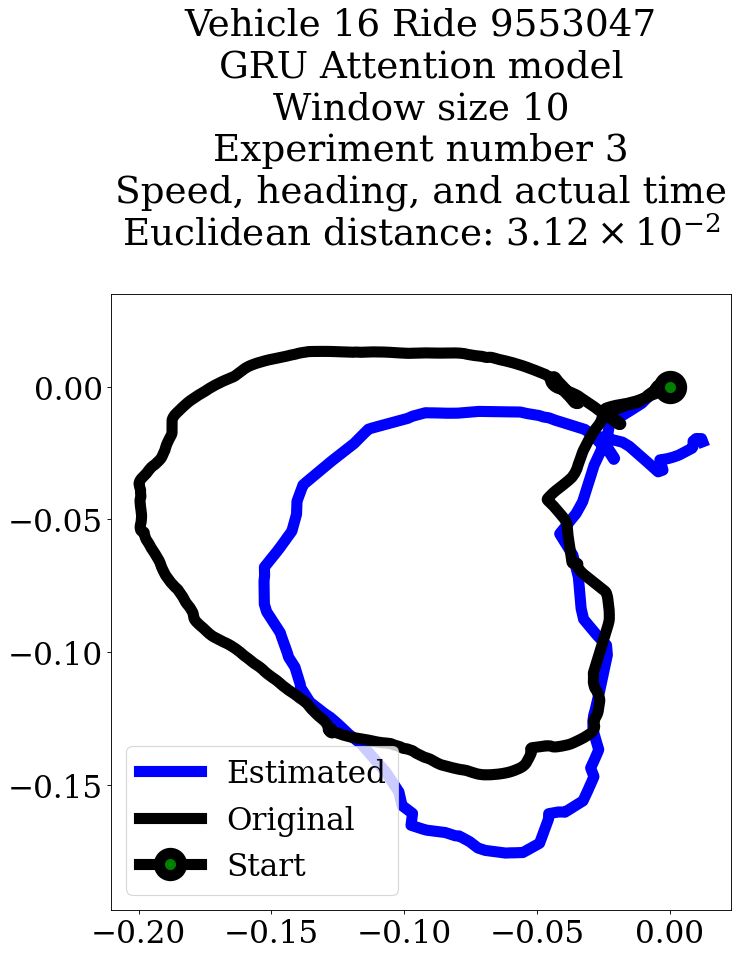 Vehicle 16 Ride 9553047
GRU Attention model
Window size 10
Experiment number 3
Speed, heading, and actual time
Euclidean distance: 3.12 × 10⁻²
0.00
−0.05
−0.10
−0.15
Estimated
Original
Start
−0.20 −0.15 −0.10 −0.05 0.00